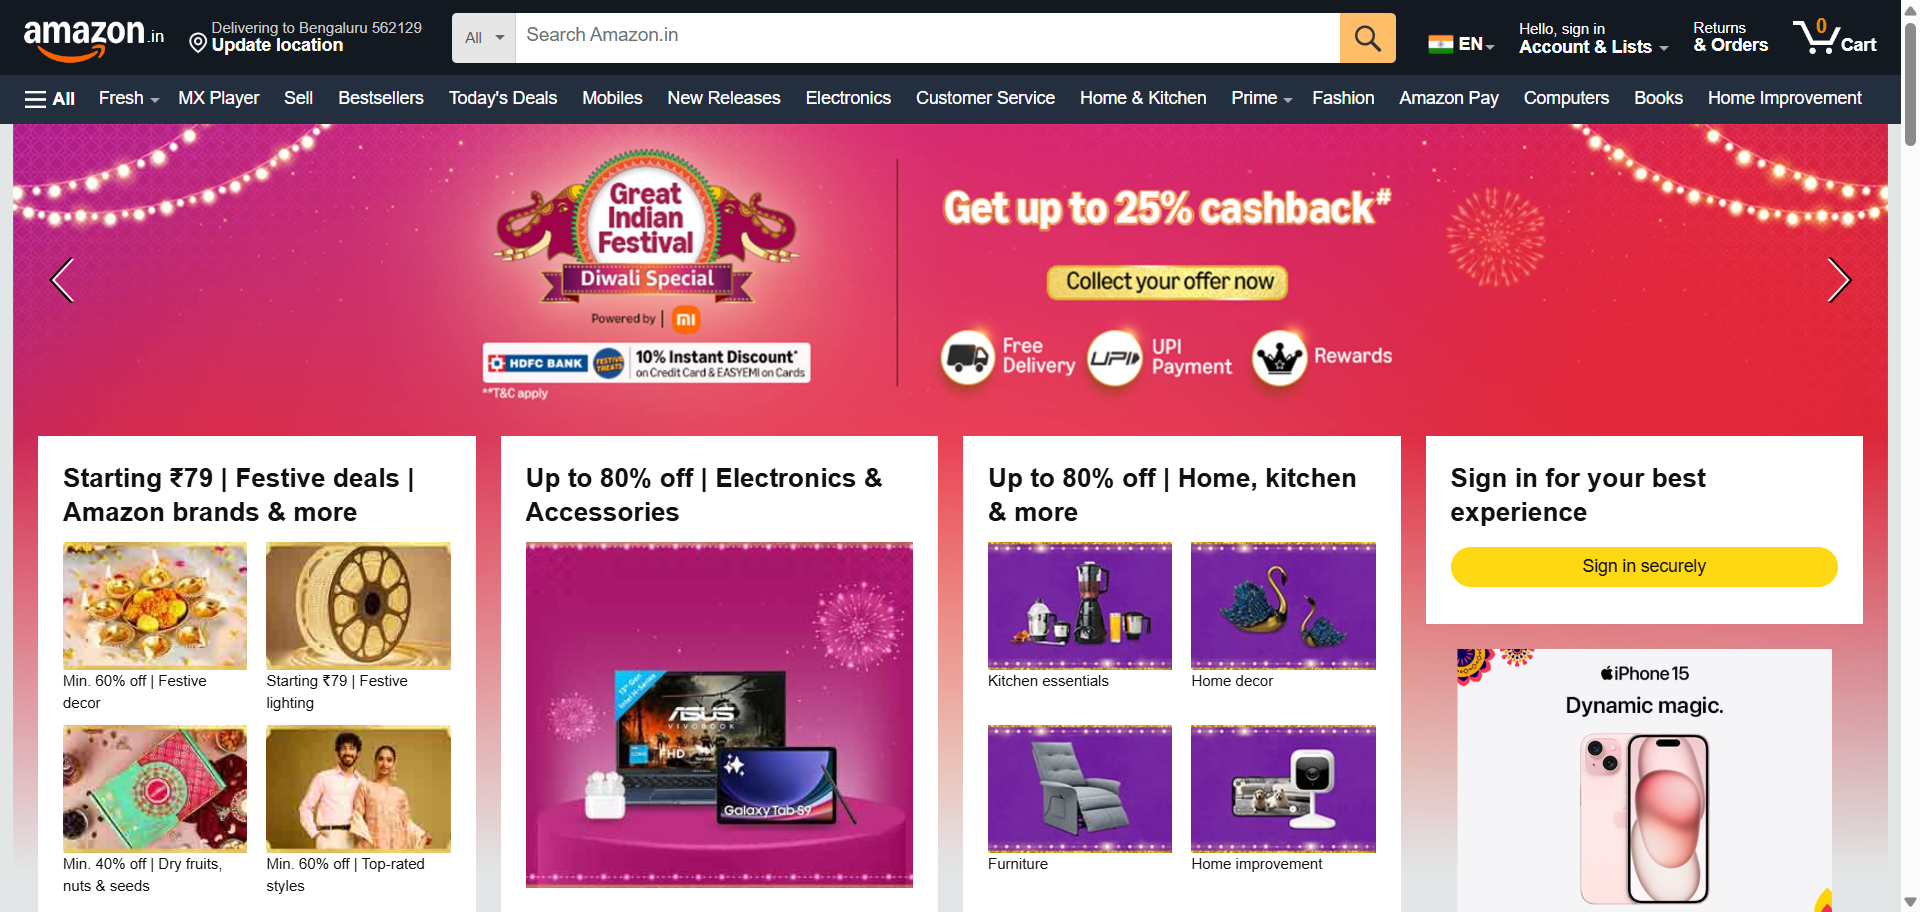 amazon.in
Delivering to Bengaluru 562129
Update location
All
Search Amazon.in
EN
Hello, sign in
Account & Lists
Returns
& Orders
0
Cart
All
Fresh
MX Player
Sell
Bestsellers
Today's Deals
Mobiles
New Releases
Electronics
Customer Service
Home & Kitchen
Prime
Fashion
Amazon Pay
Computers
Books
Home Improvement
Great
Indian
Festival
Diwali Special
Powered by | mi
HDFC BANK
FESTIVE
TREATS
10% Instant Discount*
on Credit Card & EASYEMI on Cards
**T&C apply
Get up to 25% cashback#
Collect your offer now
Free
Delivery
UPI
UPI
Payment
Rewards
Starting ₹79 | Festive deals |
Amazon brands & more
Min. 60% off | Festive
decor
Starting ₹79 | Festive
lighting
Min. 40% off | Dry fruits,
nuts & seeds
Min. 60% off | Top-rated
styles
Up to 80% off | Electronics &
Accessories
13th Gen
Intel H-Series
ASUS
VIVOBOOK
FHD
Galaxy Tab S9
Up to 80% off | Home, kitchen
& more
Kitchen essentials
Home decor
Furniture
Home improvement
Sign in for your best
experience
Sign in securely
iPhone 15
Dynamic magic.